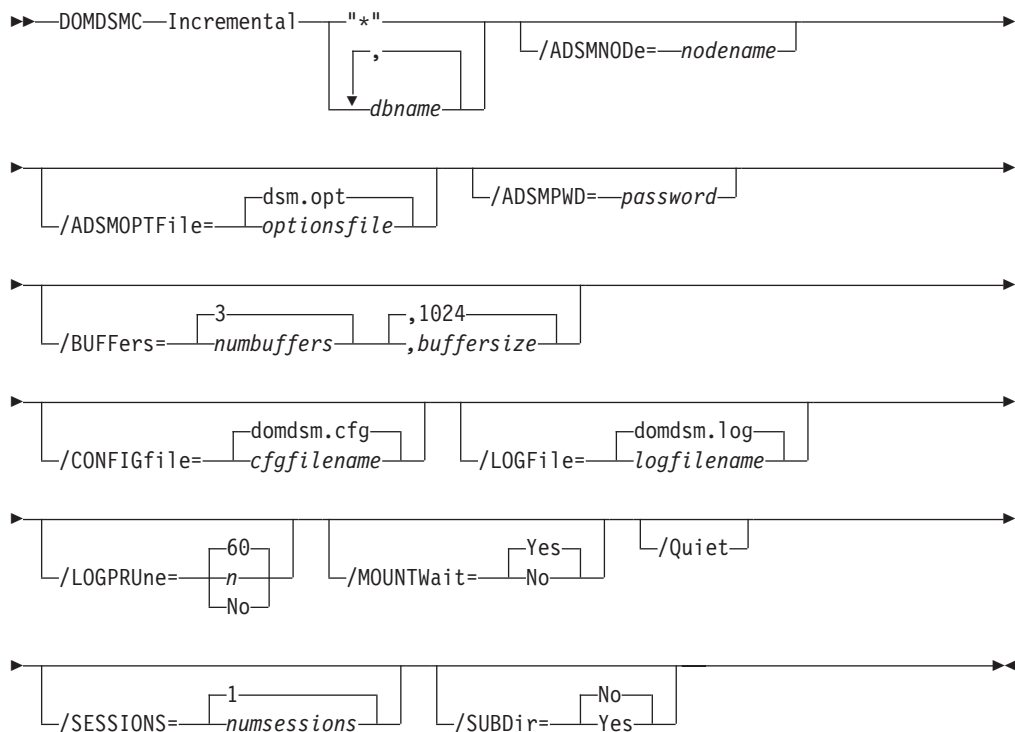 DOMDSMC Incremental "*" /ADSMNODe= nodename
,
dbname
/ADSMOPTFile= dsm.opt /ADSMPWD= password
optionsfile
/BUFFers= 3 ,1024
numbuffers ,buffersize
/CONFIGfile= domdsm.cfg /LOGFile= domdsm.log
cfgfilename logfilename
/LOGPRUne= 60 /MOUNTWait= Yes /Quiet
n No
No
/SESSIONS= 1 /SUBDir= No
numsessions Yes